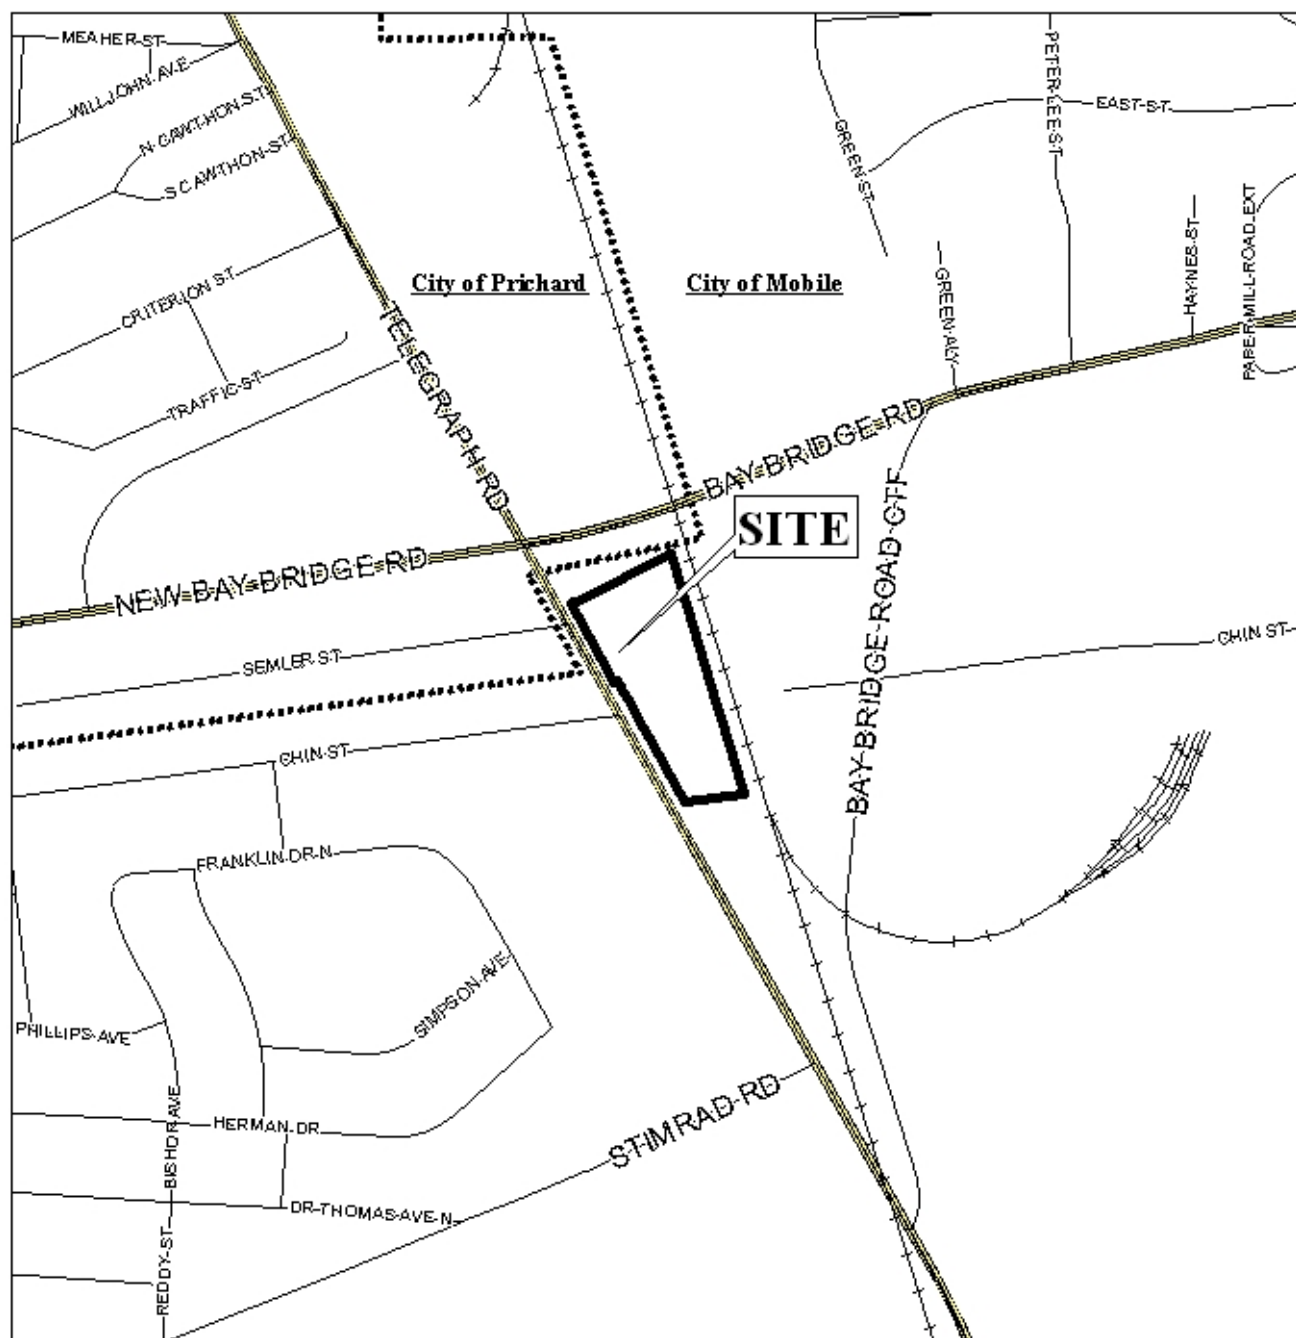 MEAHER ST
WILLJOHN AVE
N CAWTHON ST
S CAWTHON ST
PETER LEE ST
EAST ST
GREEN ST
HAYNES ST
PAPER MILL ROAD EXT
City of Prichard
City of Mobile
GREEN ALY
CRITERION ST
TRAFFIC ST
TELEGRAPH RD
BAY BRIDGE RD
SITE
NEW BAY BRIDGE RD
BAY BRIDGE ROAD CTF
SEMLER ST
CHIN ST
CHIN ST
FRANKLIN DR N
SIMPSON AVE
PHILLIPS AVE
BISHOP AVE
HERMAN DR
STIMRAD RD
DR THOMAS AVE N
REDDY ST